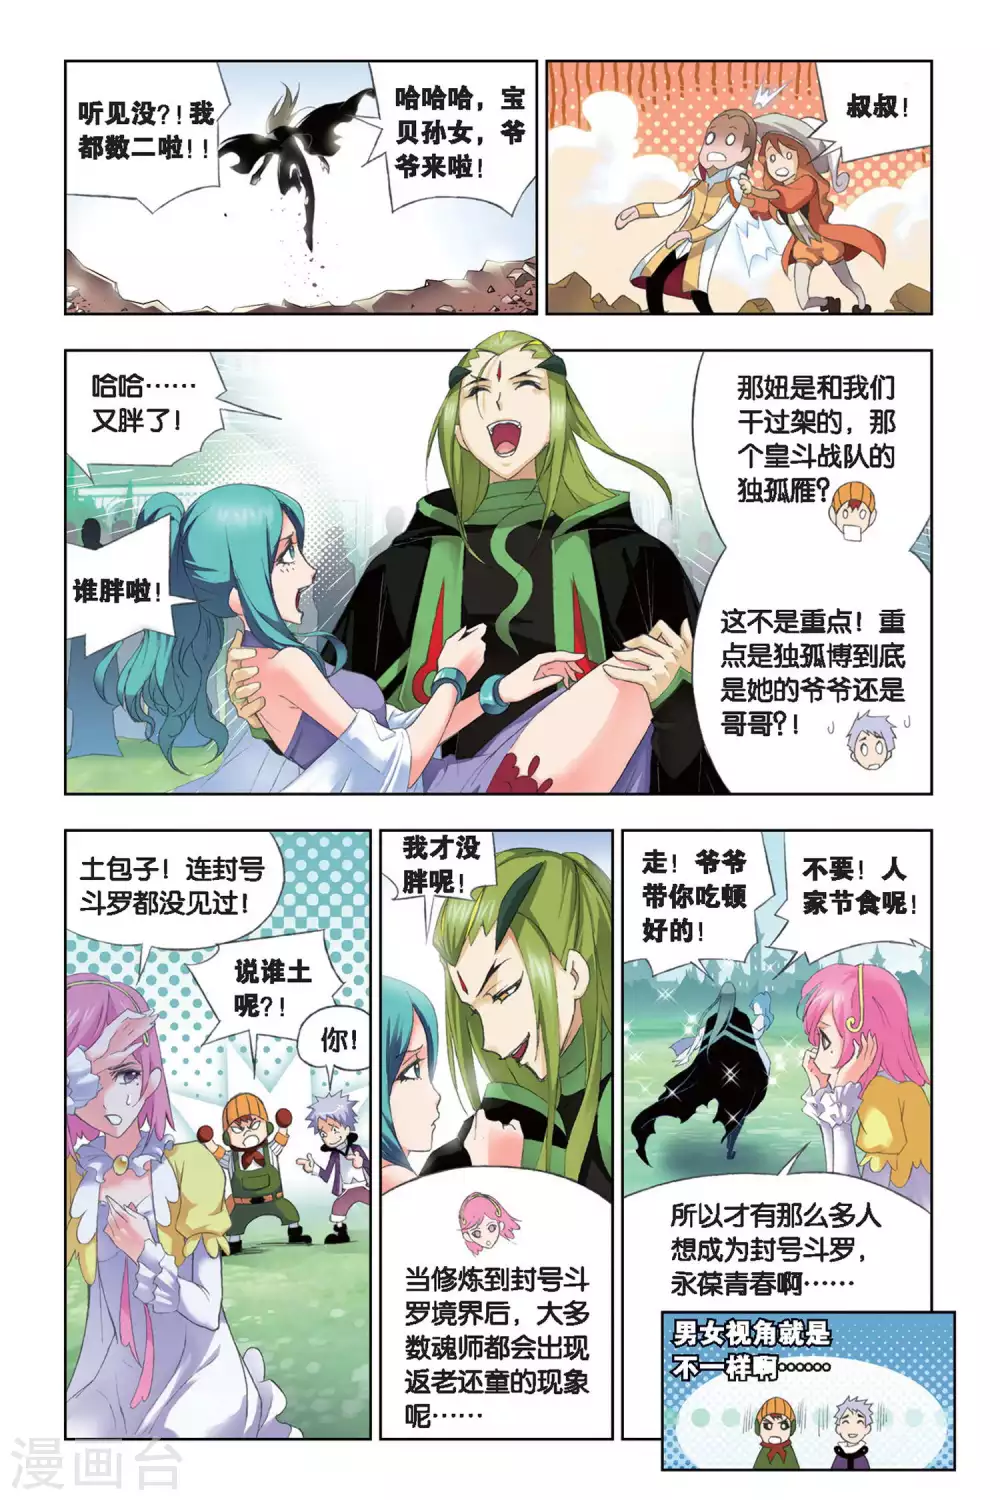 听见没?!我
都数二啦!!
哈哈哈，宝
贝孙女，爷
爷来啦!
叔叔!
哈哈……
又胖了!
谁胖啦!
那妞是和我们
干过架的，那
个皇斗战队的
独孤雁?
这不是重点!重
点是独孤博到底
是她的爷爷还是
哥哥?!
土包子!连封号
斗罗都没见过!
说谁土
呢?!
你!
我才没
胖呢!
当修炼到封号斗
罗境界后，大多
数魂师都会出现
返老还童的现象
呢……
走!爷爷
带你吃顿
好的!
不要!人
家节食呢!
所以才有那么多人
想成为封号斗罗，
永葆青春啊……
男女视角就是
不一样啊……
漫画台